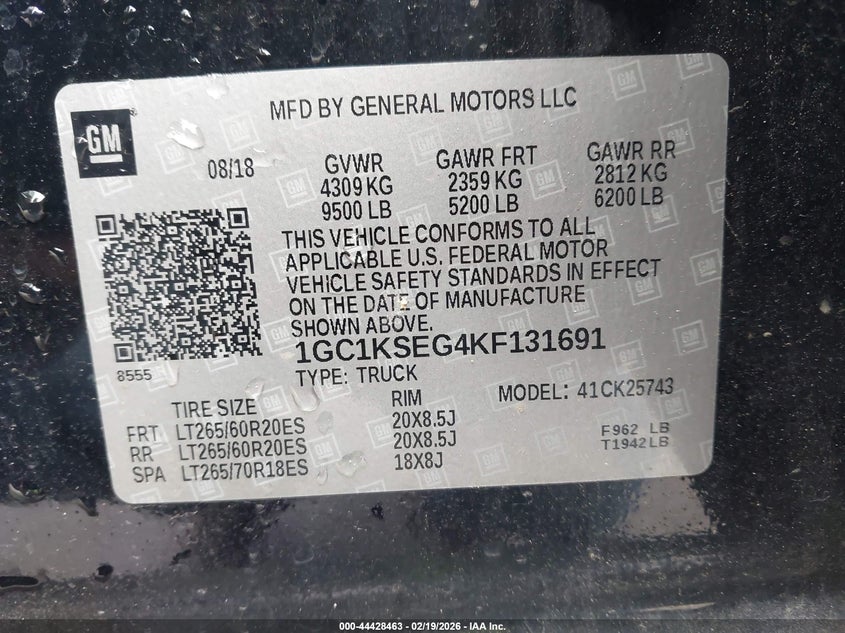 GM
MFD BY GENERAL MOTORS LLC
08/18 GVWR GAWR FRT GAWR RR
4309 KG 2359 KG 2812 KG
9500 LB 5200 LB 6200 LB
THIS VEHICLE CONFORMS TO ALL
APPLICABLE U.S. FEDERAL MOTOR
VEHICLE SAFETY STANDARDS IN EFFECT
ON THE DATE OF MANUFACTURE
SHOWN ABOVE.
1GC1KSEG4KF131691
8555 TYPE: TRUCK MODEL: 41CK25743
TIRE SIZE RIM
FRT LT265/60R20ES 20X8.5J F962 LB
RR LT265/60R20ES 20X8.5J T1942LB
SPA LT265/70R18ES 18X8J
000-44428463 - 02/19/2026 - IAA Inc.